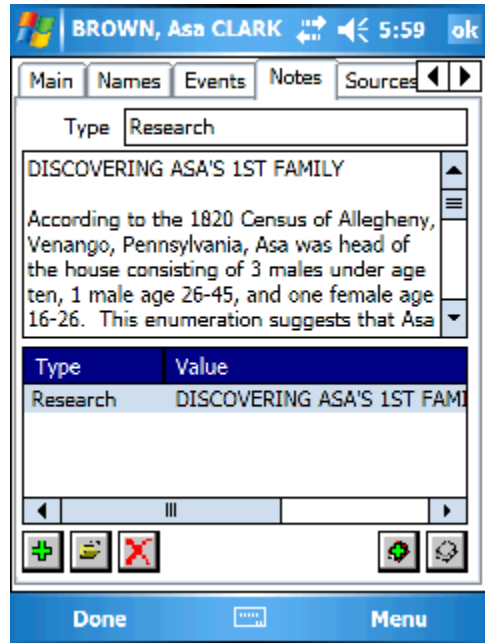 BROWN, Asa CLARK 5:59 ok
Main Names Events Notes Sources
Type Research
DISCOVERING ASA'S 1ST FAMILY
According to the 1820 Census of Allegheny,
Venango, Pennsylvania, Asa was head of
the house consisting of 3 males under age
ten, 1 male age 26-45, and one female age
16-26. This enumeration suggests that Asa
Type Value
Research DISCOVERING ASA'S 1ST FAMI
Done Menu